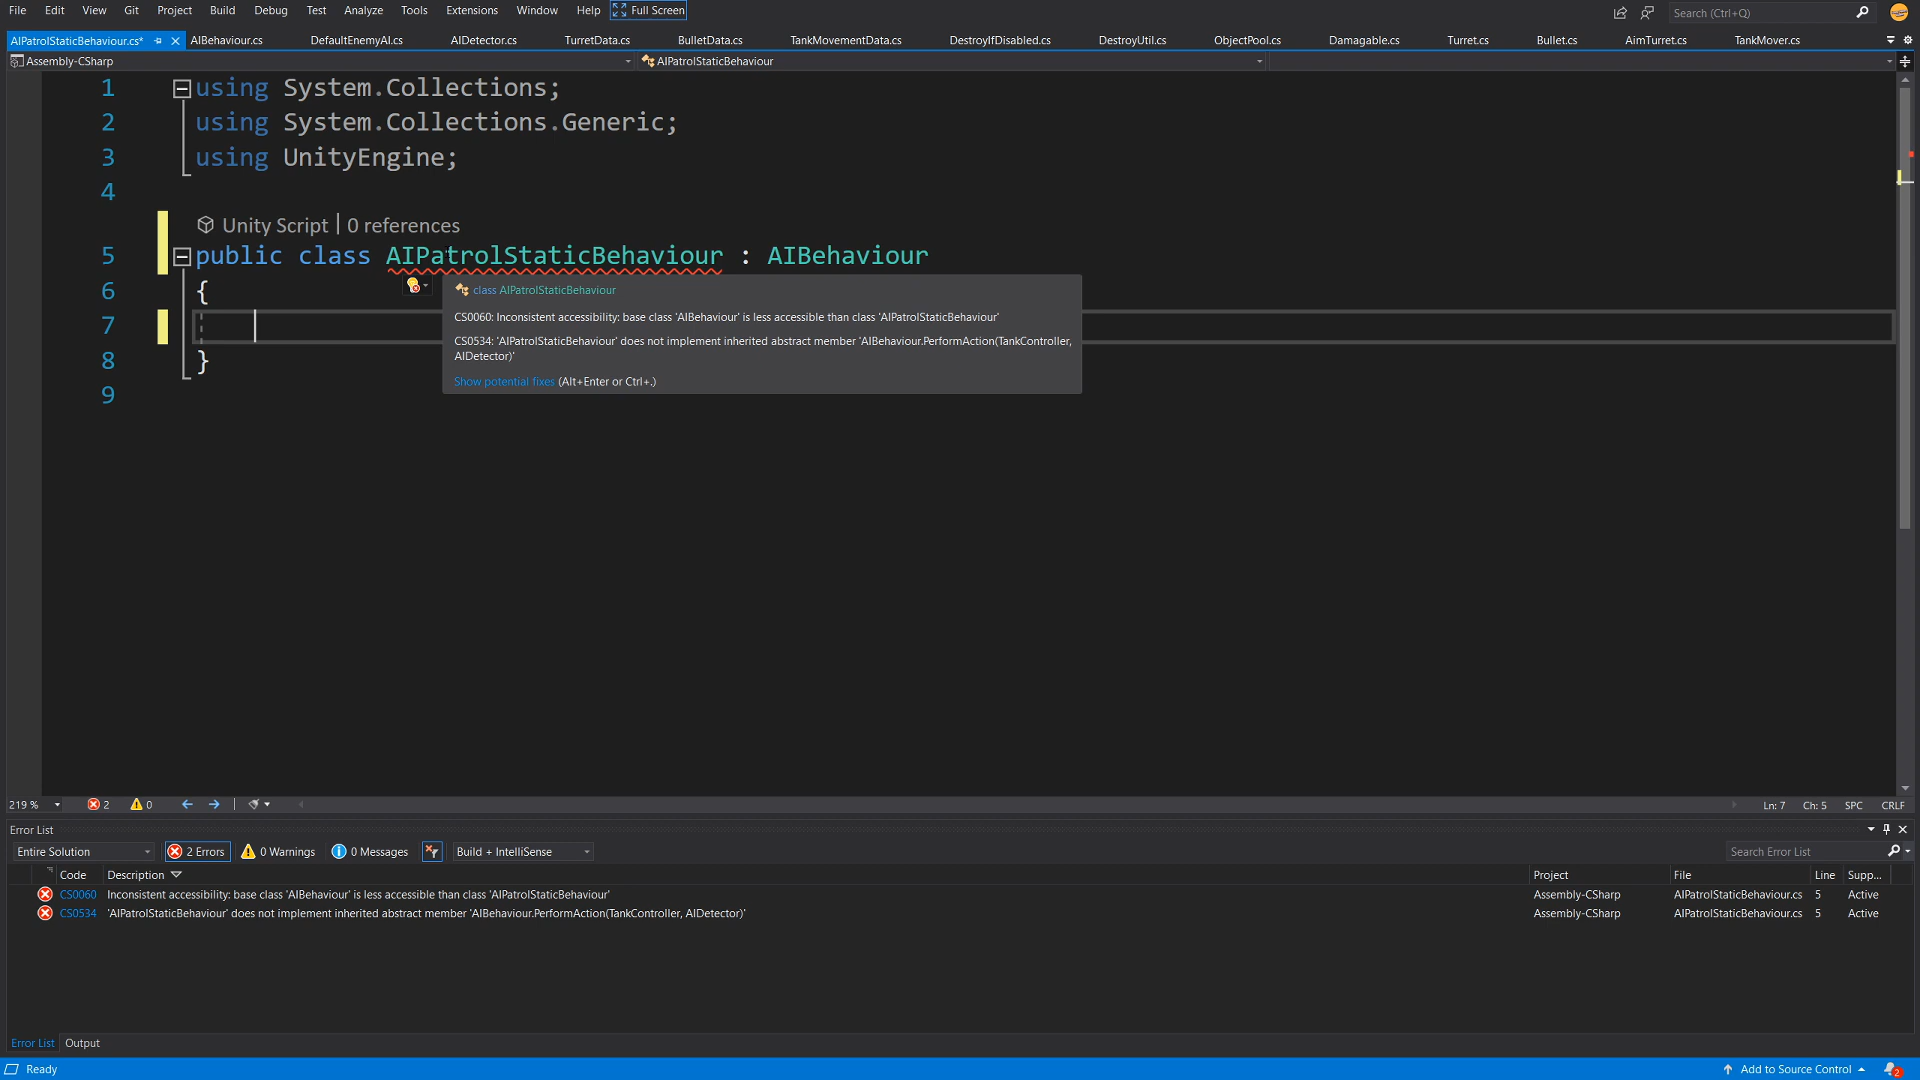 File Edit View Git Project Build Debug Test Analyze Tools Extensions Window Help Full Screen Search (Ctrl+Q)
AIPatrolStaticBehaviour.cs* AIBehaviour.cs DefaultEnemyAI.cs AIDetector.cs TurretData.cs BulletData.cs TankMovementData.cs DestroyIfDisabled.cs DestroyUtil.cs ObjectPool.cs Damagable.cs Turret.cs Bullet.cs AimTurret.cs TankMover.cs
Assembly-CSharp AIPatrolStaticBehaviour
1 using System.Collections;
2 using System.Collections.Generic;
3 using UnityEngine;
4
Unity Script | 0 references
5 public class AIPatrolStaticBehaviour : AIBehaviour
6 {
class AIPatrolStaticBehaviour
CS0060: Inconsistent accessibility: base class 'AIBehaviour' is less accessible than class 'AIPatrolStaticBehaviour'
7
CS0534: 'AIPatrolStaticBehaviour' does not implement inherited abstract member 'AIBehaviour.PerformAction(TankController,
AIDetector)'
8 }
Show potential fixes (Alt+Enter or Ctrl+.)
9
219 % 2 0 Ln: 7 Ch: 5 SPC CRLF
Error List
Entire Solution 2 Errors 0 Warnings 0 Messages Build + IntelliSense Search Error List
Code Description Project File Line Supp...
CS0060 Inconsistent accessibility: base class 'AIBehaviour' is less accessible than class 'AIPatrolStaticBehaviour' Assembly-CSharp AIPatrolStaticBehaviour.cs 5 Active
CS0534 'AIPatrolStaticBehaviour' does not implement inherited abstract member 'AIBehaviour.PerformAction(TankController, AIDetector)' Assembly-CSharp AIPatrolStaticBehaviour.cs 5 Active
Error List Output
Ready Add to Source Control 2